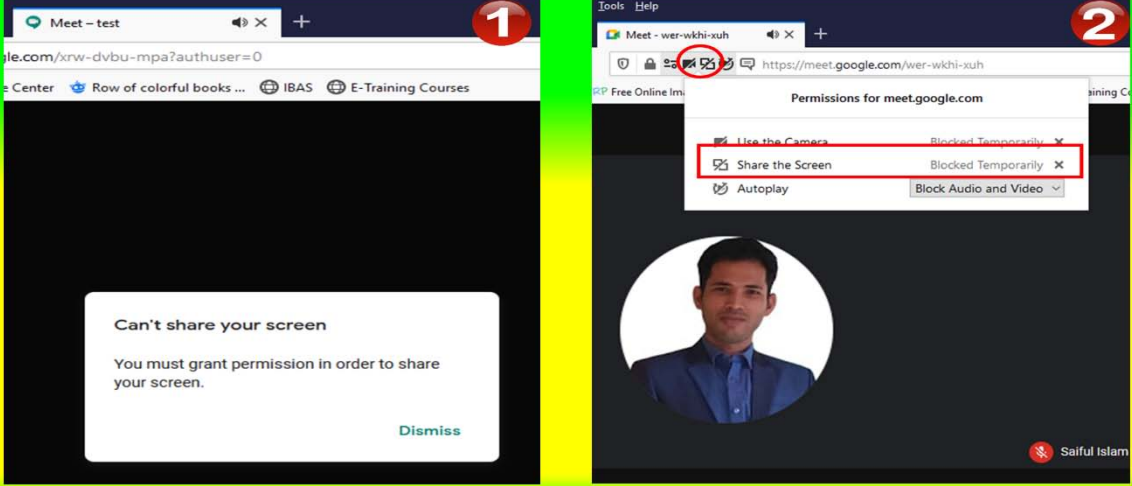 Meet – test
1
gle.com/xrw-dvbu-mpa?authuser=0
e Center Row of colorful books ... IBAS E-Training Courses
Can't share your screen
You must grant permission in order to share
your screen.
Dismiss
Tools Help
2
Meet - wer-wkhi-xuh
https://meet.google.com/wer-wkhi-xuh
Free Online Ima
aining Co
Permissions for meet.google.com
Use the Camera Blocked Temporarily
Share the Screen Blocked Temporarily
Autoplay Block Audio and Video
Saiful Islam